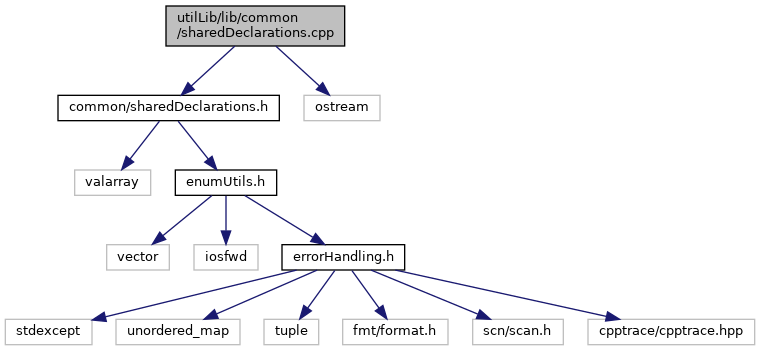 utilLib/lib/common
/sharedDeclarations.cpp
common/sharedDeclarations.h
ostream
valarray
enumUtils.h
vector
iosfwd
errorHandling.h
stdexcept
unordered_map
tuple
fmt/format.h
scn/scan.h
cpptrace/cpptrace.hpp